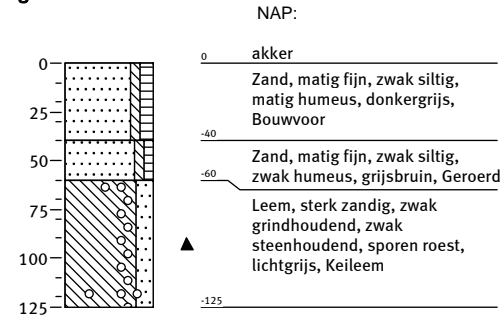 NAP:
0
25
50
75
100
125
0
akker
Zand, matig fijn, zwak siltig,
matig humeus, donkergrijs,
Bouwvoor
-40
Zand, matig fijn, zwak siltig,
zwak humeus, grijsbruin, Geroerd
-60
Leem, sterk zandig, zwak
grindhoudend, zwak
steenhoudend, sporen roest,
lichtgrijs, Keileem
-125